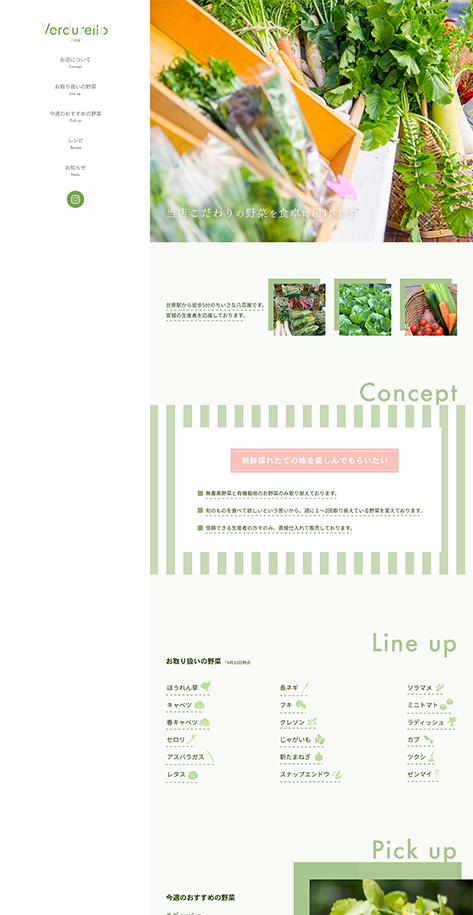 Verdurello
八百屋
お店について
Concept
お取り扱いの野菜
Line up
今週のおすすめの野菜
Pick up
レシピ
Recipe
お知らせ
News
当店こだわりの野菜を食卓に届けます
台原駅から徒歩5分のちいさな八百屋です。
宮城の生産者を応援しております。
Concept
新鮮採れたての味を楽しんでもらいたい
無農薬野菜と有機栽培のお野菜のみ取り揃えております。
旬のものを食べて欲しいという思いから、週に1〜2回取り揃えている野菜を変えております。
信頼できる生産者の方々のみ、直接仕入れて販売しております。
Line up
お取り扱いの野菜 *4月10日時点
ほうれん草 長ネギ ソラマメ
キャベツ フキ ミニトマト
春キャベツ クレソン ラディッシュ
セロリ じゃがいも カブ
アスパラガス 新たまねぎ ツクシ
レタス スナップエンドウ ゼンマイ
Pick up
今週のおすすめの野菜